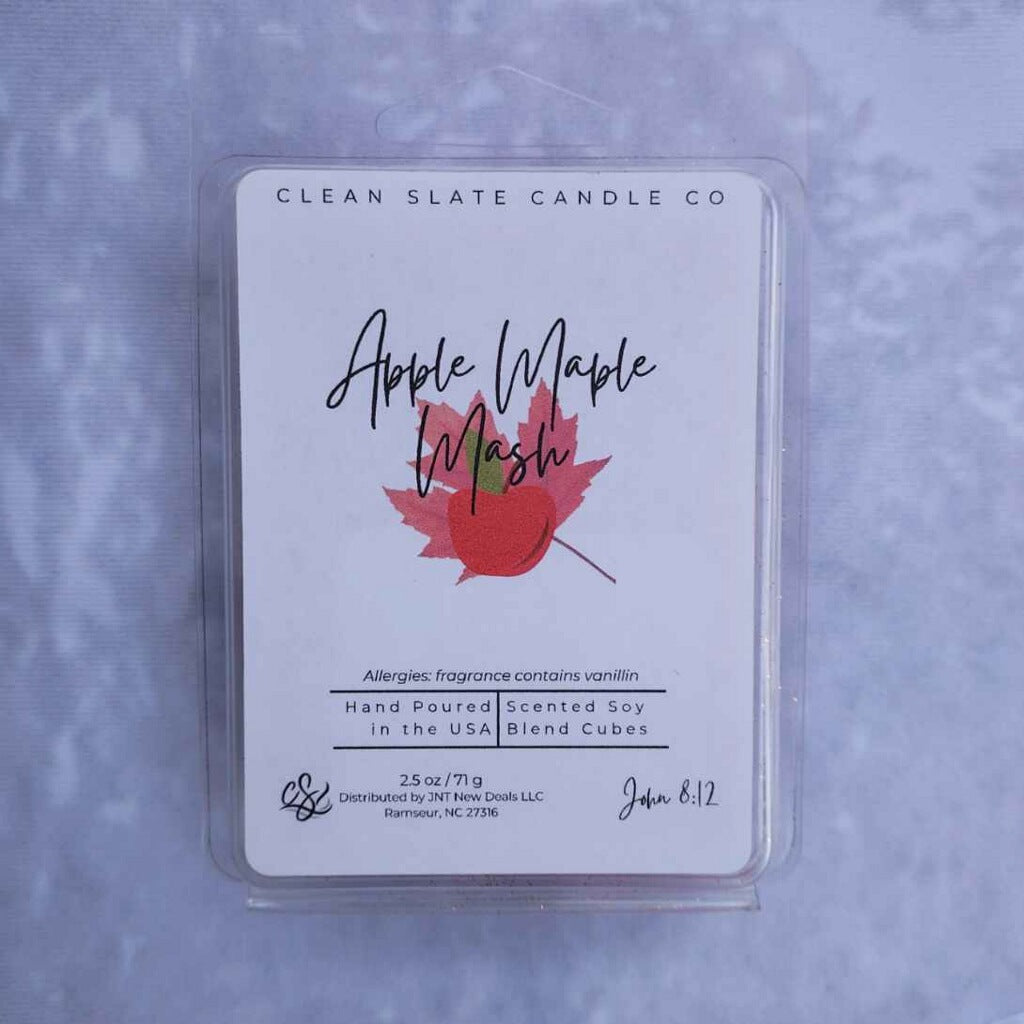 CLEAN SLATE CANDLE CO
Apple Maple
Mash
Allergies: fragrance contains vanillin
Hand Poured
in the USA
Scented Soy
Blend Cubes
CSC
2.5 oz / 71 g
Distributed by JNT New Deals LLC
Ramseur, NC 27316
John 8:12